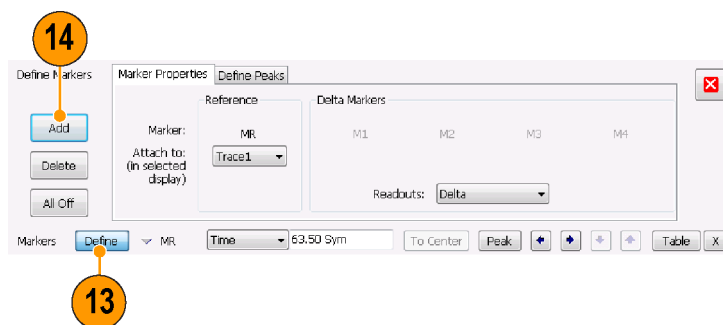 14
Define Markers Marker Properties Define Peaks
Reference Delta Markers
Add Marker: MR M1 M2 M3 M4
Attach to: Trace1
(in selected
display)
Delete
Readouts: Delta
All Off
Markers Define MR Time 63.50 Sym To Center Peak Table X
13